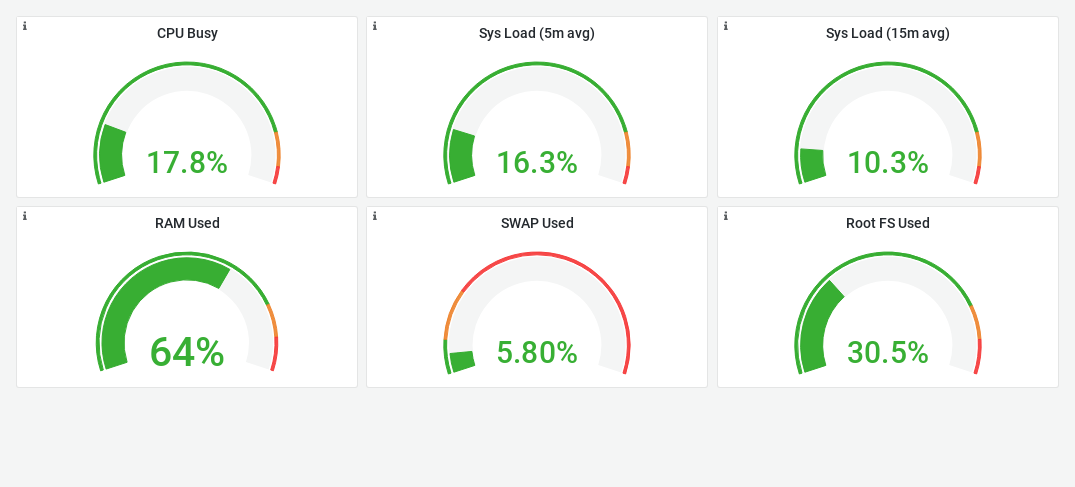 CPU Busy
Sys Load (5m avg)
Sys Load (15m avg)
17.8%
16.3%
10.3%
RAM Used
SWAP Used
Root FS Used
64%
5.80%
30.5%